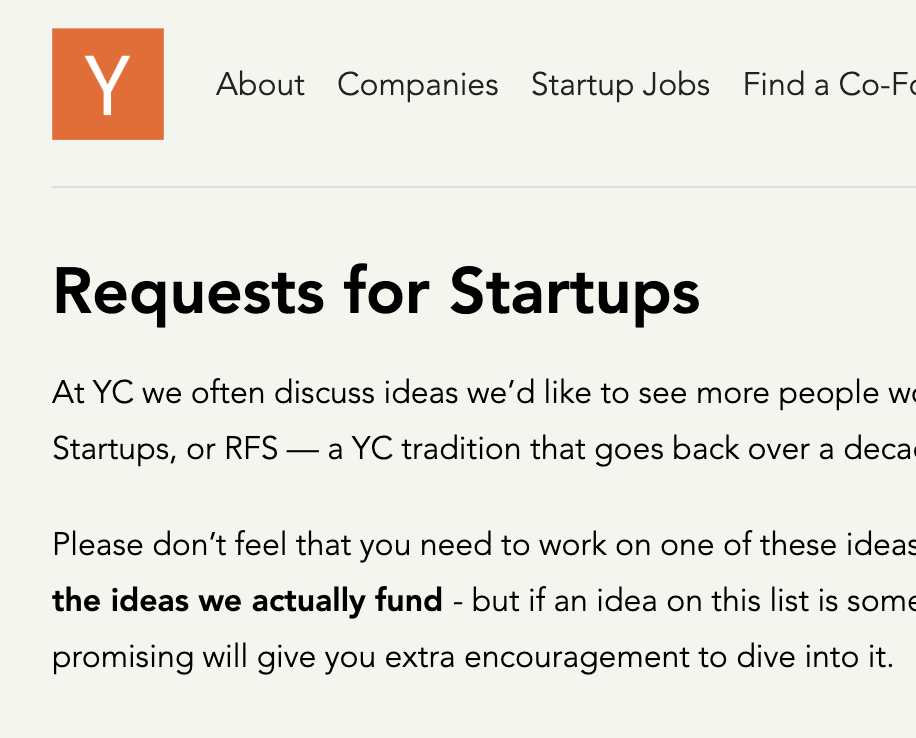 Y
About Companies Startup Jobs Find a
Requests for Startups
At YC we often discuss ideas we’d like to see more people
Startups, or RFS — a YC tradition that goes back over a
Please don’t feel that you need to work on one of these ideas
the ideas we actually fund - but if an idea on this list is
promising will give you extra encouragement to dive into it.